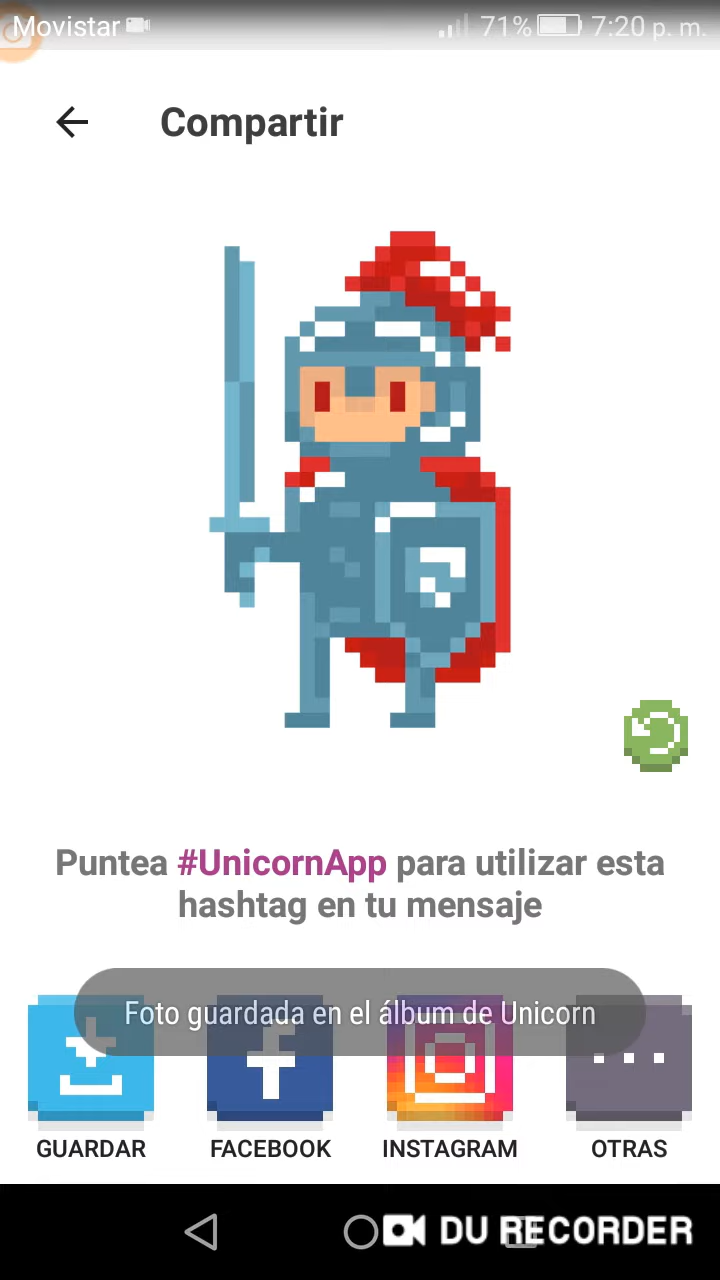 Movistar 71% 7:20 p. m.
Compartir
Puntea #UnicornApp para utilizar esta
hashtag en tu mensaje
Foto guardada en el álbum de Unicorn
GUARDAR FACEBOOK INSTAGRAM OTRAS
DU RECORDER